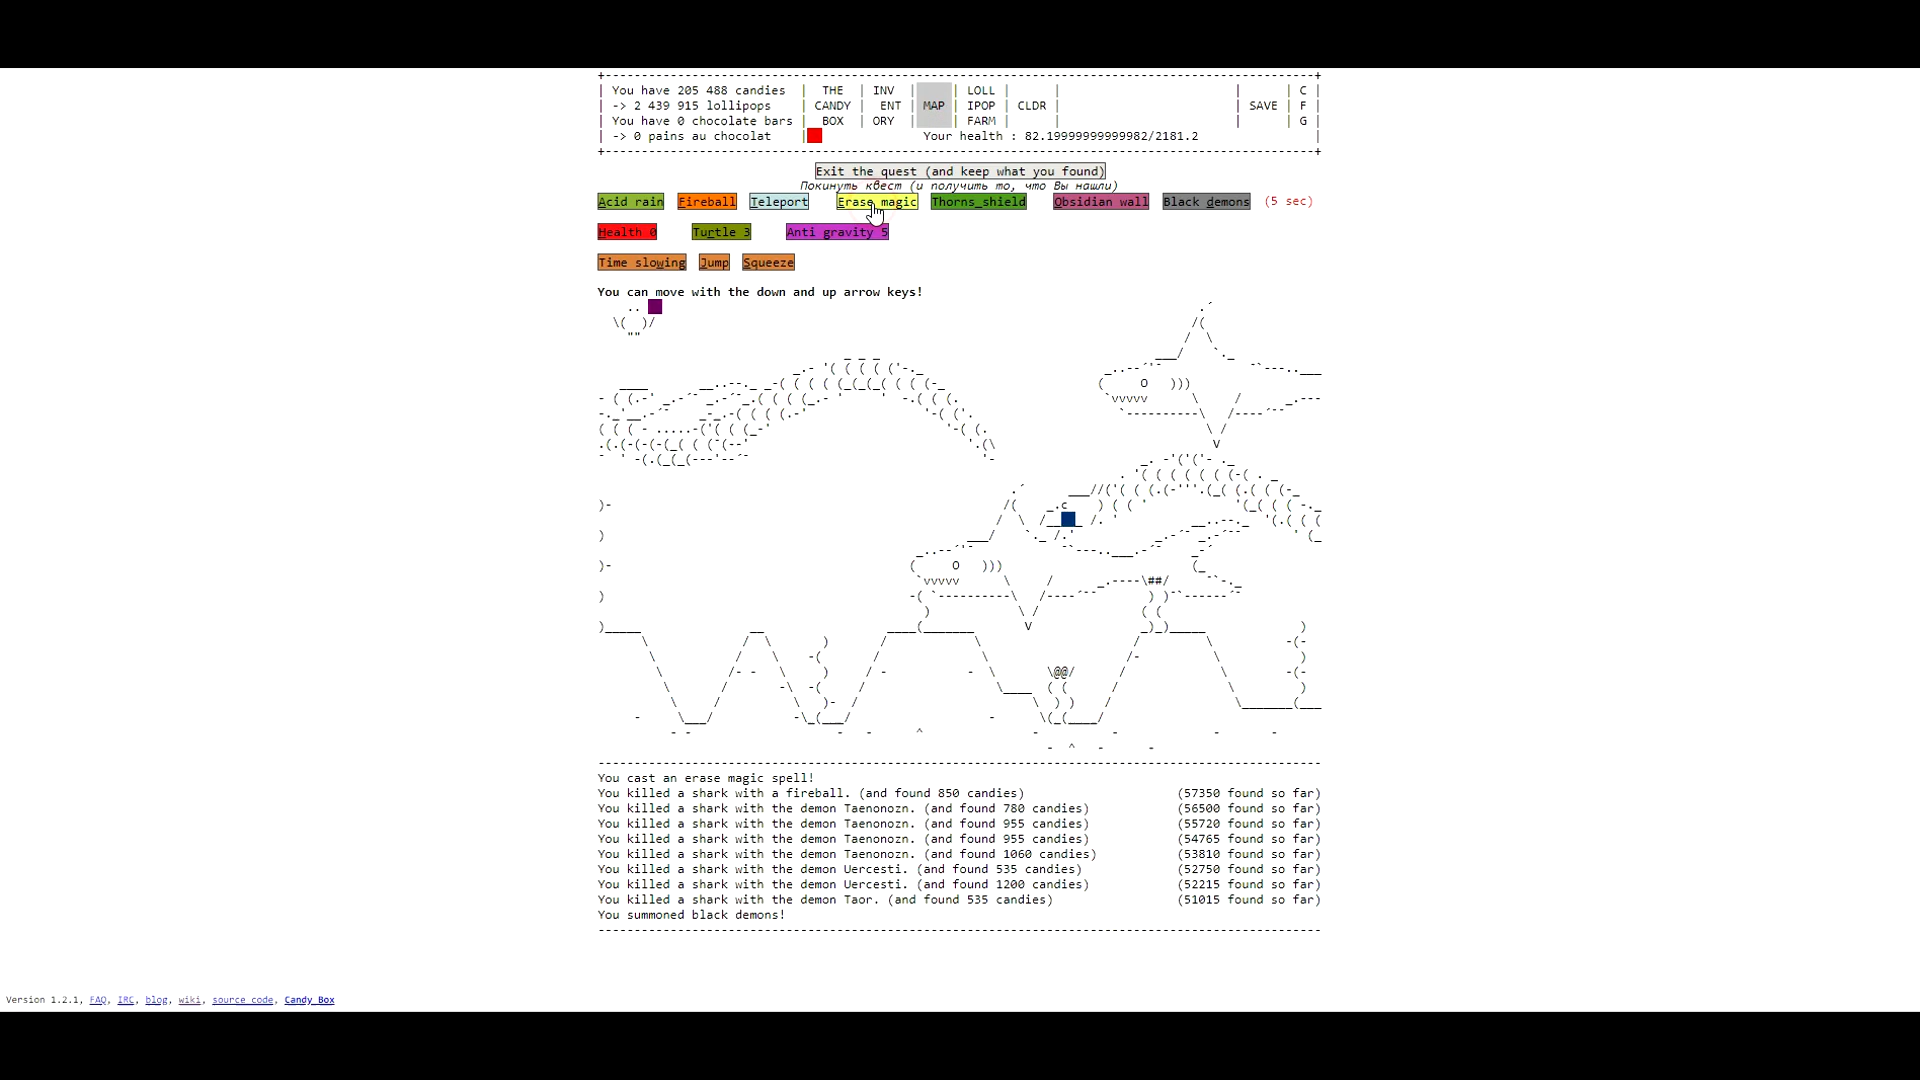 You have 205 488 candies | THE | INV | | LOLL | | | | C
-> 2 439 915 lollipops | CANDY | ENT | MAP | IPOP | CLDR | | SAVE | F
You have 0 chocolate bars | BOX | ORY | | FARM | | | | G
-> 0 pains au chocolat | Your health : 82.19999999999982/2181.2
Exit the quest (and keep what you found)
Покинуть квест (и получить то, что Вы нашли)
Acid rain Fireball Teleport Erase magic Thorns_shield Obsidian wall Black demons (5 sec)
Health 0 Turtle 3 Anti gravity 5
Time slowing Jump Squeeze
You can move with the down and up arrow keys!
You cast an erase magic spell!
You killed a shark with a fireball. (and found 850 candies) (57350 found so far)
You killed a shark with the demon Taenonozn. (and found 780 candies) (56500 found so far)
You killed a shark with the demon Taenonozn. (and found 955 candies) (55720 found so far)
You killed a shark with the demon Taenonozn. (and found 955 candies) (54765 found so far)
You killed a shark with the demon Taenonozn. (and found 1060 candies) (53810 found so far)
You killed a shark with the demon Uercesti. (and found 535 candies) (52750 found so far)
You killed a shark with the demon Uercesti. (and found 1200 candies) (52215 found so far)
You killed a shark with the demon Taor. (and found 535 candies) (51015 found so far)
You summoned black demons!
Version 1.2.1, FAQ, IRC, blog, wiki, source code, Candy Box